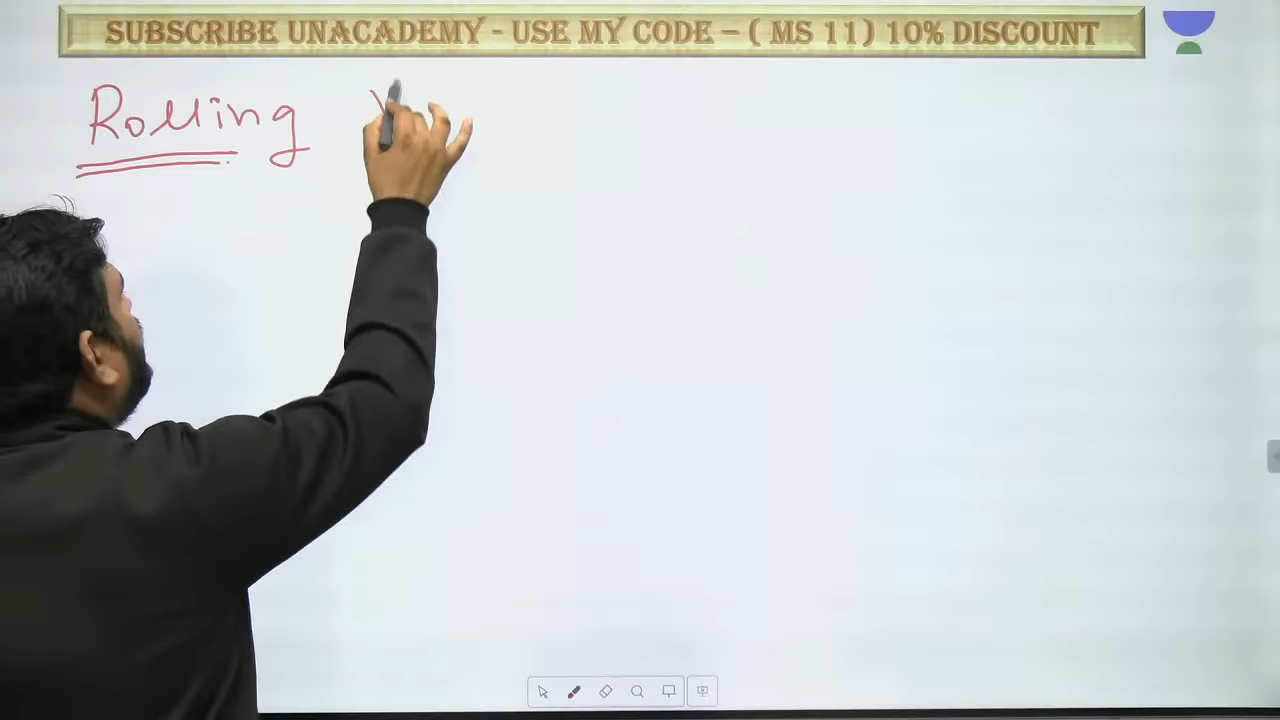 SUBSCRIBE UNACADEMY - USE MY CODE – ( MS 11) 10% DISCOUNT
Rolling